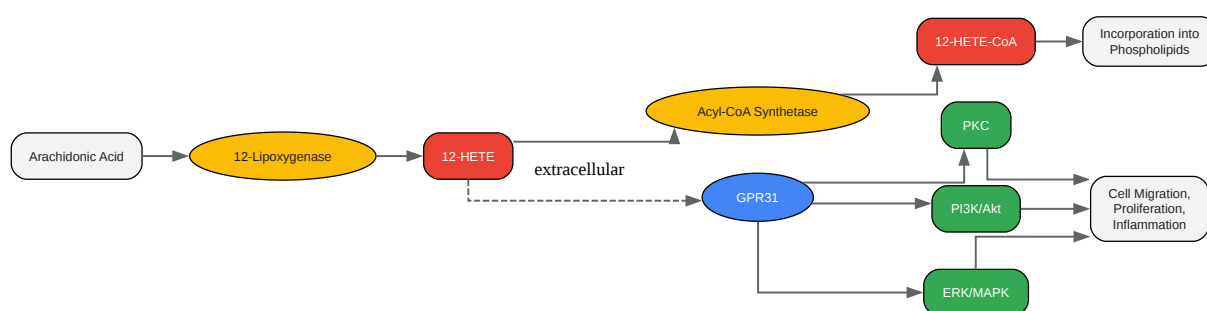 Arachidonic Acid
12-Lipoxygenase
12-HETE
extracellular
Acyl-CoA Synthetase
12-HETE-CoA
Incorporation into
Phospholipids
GPR31
PKC
PI3K/Akt
ERK/MAPK
Cell Migration,
Proliferation,
Inflammation